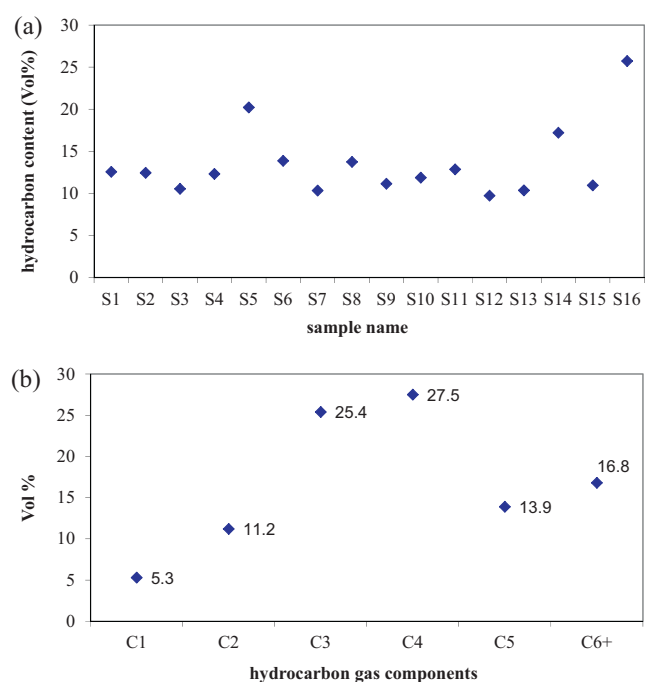 (a)
hydrocarbon content (Vol%)
30
25
20
15
10
5
0
S1 S2 S3 S4 S5 S6 S7 S8 S9 S10 S11 S12 S13 S14 S15 S16
sample name
(b)
Vol %
30
25
20
15
10
5
0
5.3
11.2
25.4
27.5
13.9
16.8
C1 C2 C3 C4 C5 C6+
hydrocarbon gas components